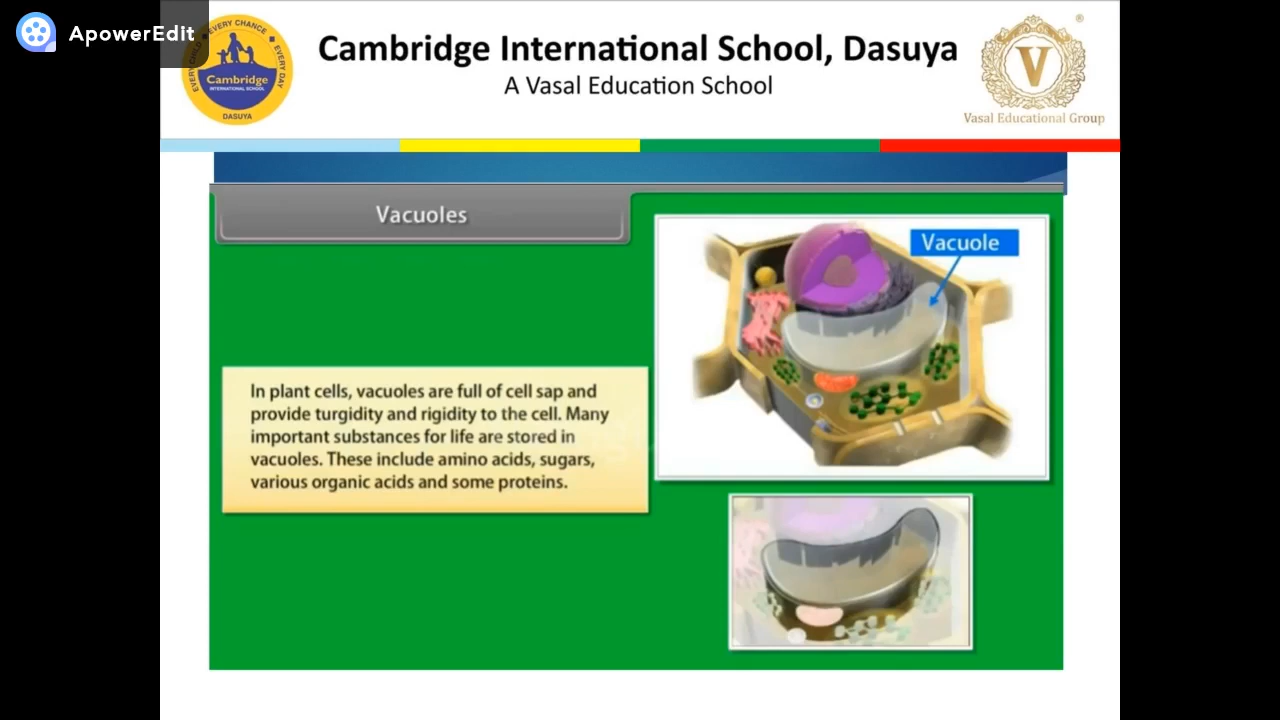 ApowerEdit
EVERY CHILD ★ EVERY CHANCE ★ EVERY DAY
Cambridge
INTERNATIONAL SCHOOL
DASUYA
Cambridge International School, Dasuya
A Vasal Education School
V
®
Vasal Educational Group
Vacuoles
Vacuole
In plant cells, vacuoles are full of cell sap and
provide turgidity and rigidity to the cell. Many
important substances for life are stored in
vacuoles. These include amino acids, sugars,
various organic acids and some proteins.